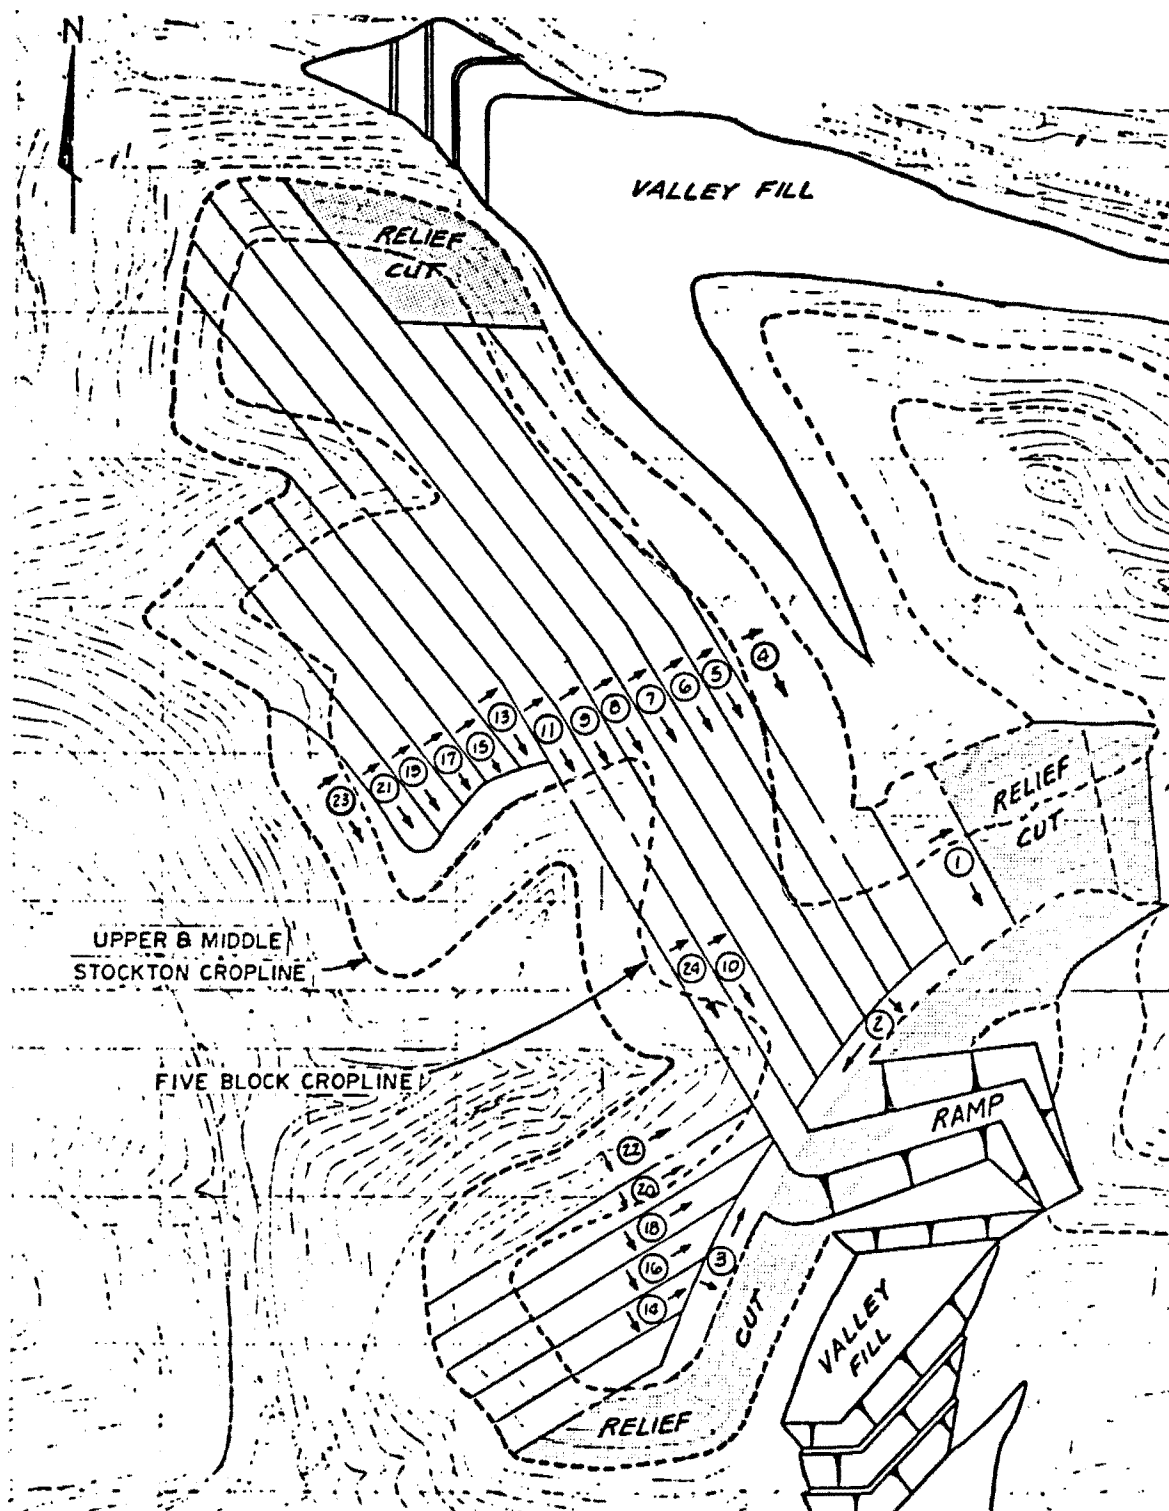 N
VALLEY FILL
RELIEF
CUT
4
5
6
7
8
9
11
13
15
17
19
21
23
RELIEF
CUT
1
UPPER & MIDDLE
STOCKTON CROPLINE
24
10
2
FIVE BLOCK CROPLINE
RAMP
22
20
18
16
14
3
CUT
RELIEF
VALLEY
FILL